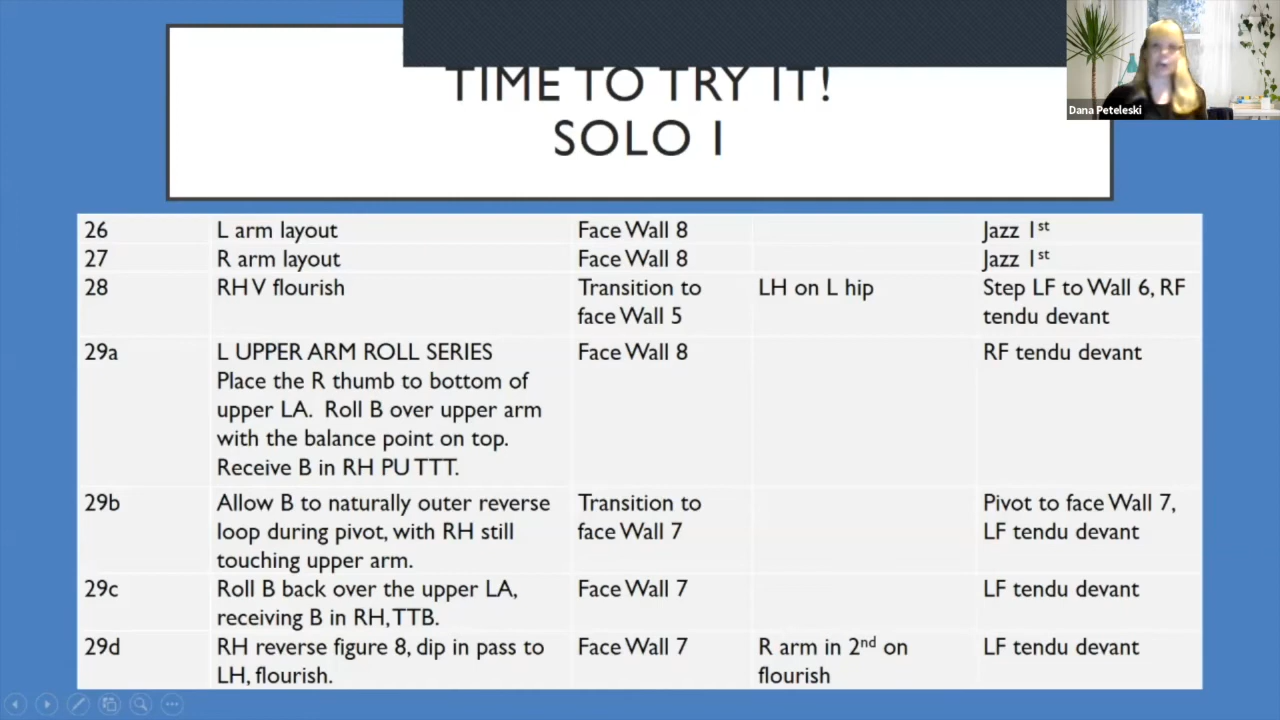 TIME TO TRY IT!
SOLO 1
Dana Peteleski
26 L arm layout Face Wall 8 Jazz 1st
27 R arm layout Face Wall 8 Jazz 1st
28 RH V flourish Transition to LH on L hip Step LF to Wall 6, RF
face Wall 5 tendu devant
29a L UPPER ARM ROLL SERIES Face Wall 8 RF tendu devant
Place the R thumb to bottom of
upper LA. Roll B over upper arm
with the balance point on top.
Receive B in RH PU TTT.
29b Allow B to naturally outer reverse Transition to Pivot to face Wall 7,
loop during pivot, with RH still face Wall 7 LF tendu devant
touching upper arm.
29c Roll B back over the upper LA, Face Wall 7 LF tendu devant
receiving B in RH, TTB.
29d RH reverse figure 8, dip in pass to Face Wall 7 R arm in 2nd on LF tendu devant
LH, flourish. flourish